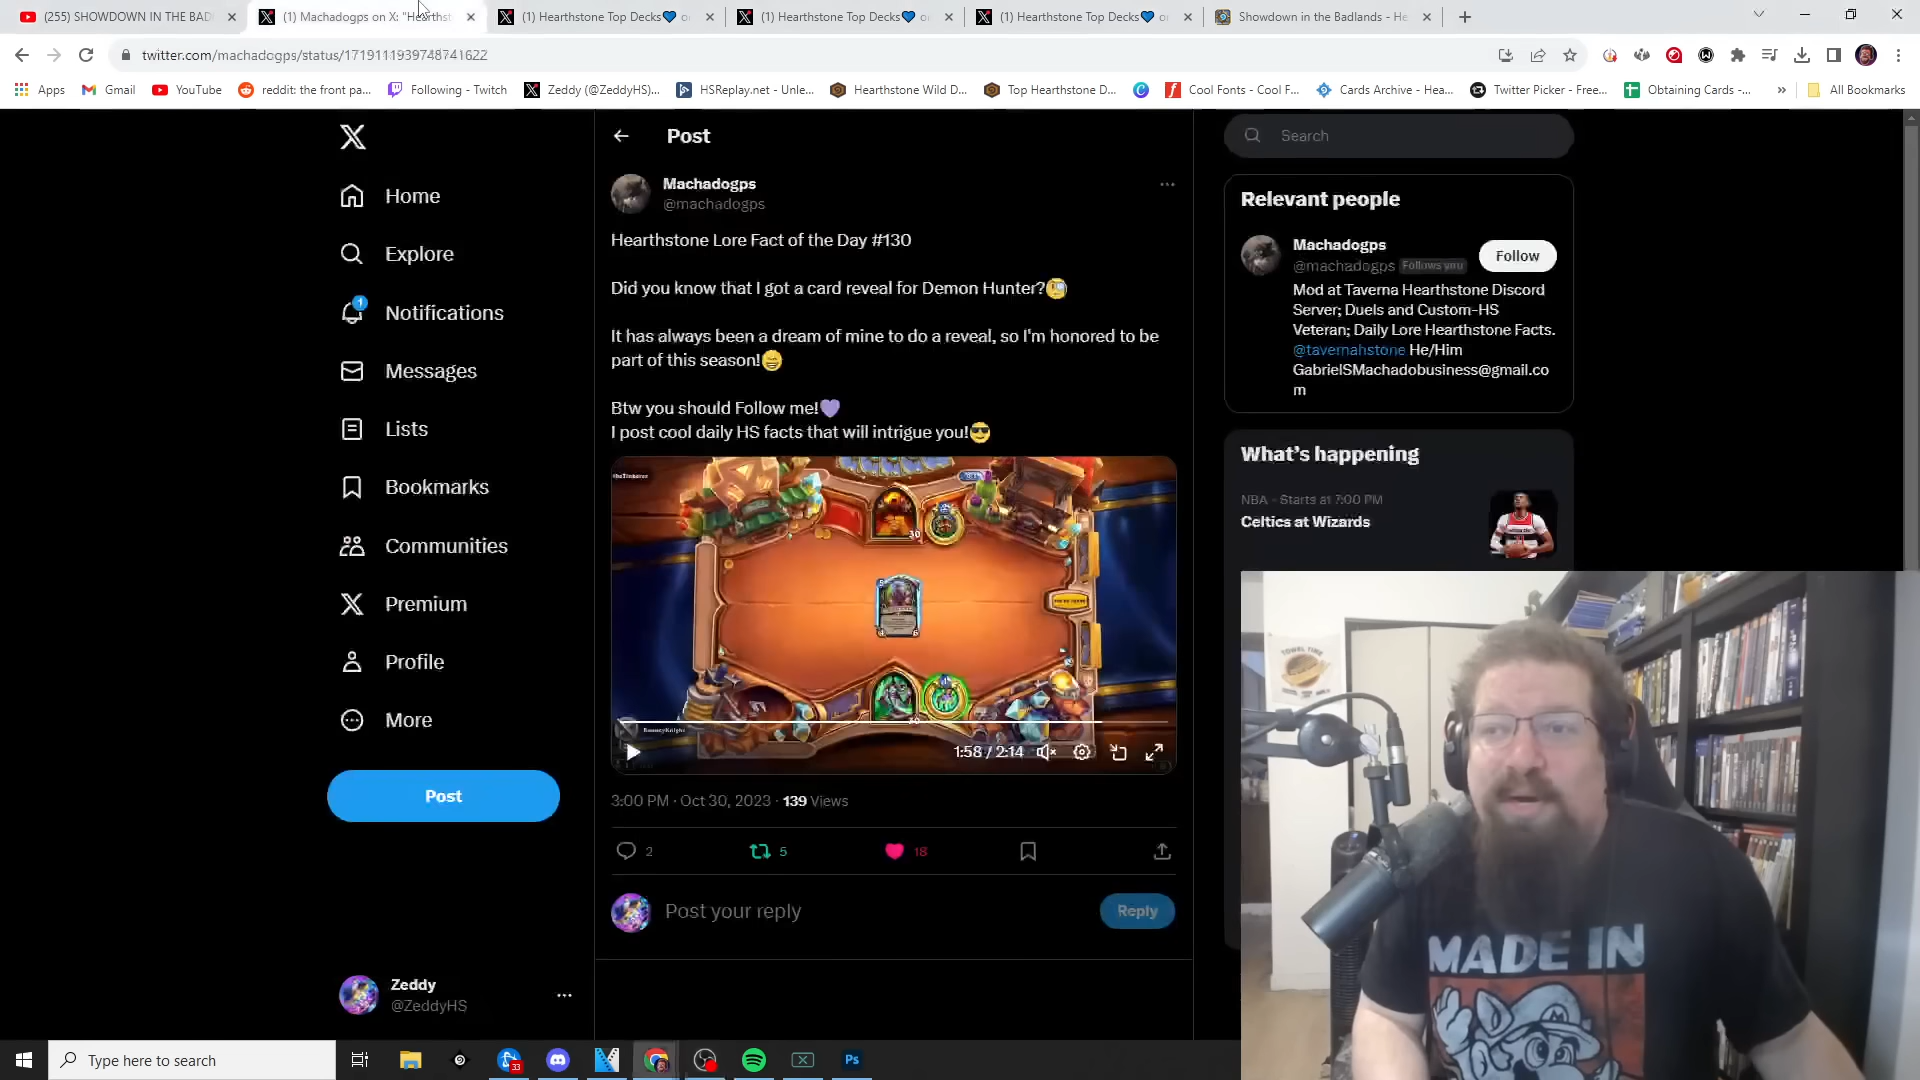 (255) SHOWDOWN IN THE BAD
(1) Machadogps on X: "Hearthst
(1) Hearthstone Top Decks💙 o
(1) Hearthstone Top Decks💙 o
(1) Hearthstone Top Decks💙 o
Showdown in the Badlands - He
twitter.com/machadogps/status/1719111939748741622
Apps
Gmail
YouTube
reddit: the front pa...
Following - Twitch
Zeddy (@ZeddyHS)...
HSReplay.net - Unle...
Hearthstone Wild D...
Top Hearthstone D...
Cool Fonts - Cool F...
Cards Archive - Hea...
Twitter Picker - Free...
Obtaining Cards -...
All Bookmarks
Home
Explore
1
Notifications
Messages
Lists
Bookmarks
Communities
Premium
Profile
More
Post
Zeddy
@ZeddyHS
Post
Machadogps
@machadogps
Hearthstone Lore Fact of the Day #130
Did you know that I got a card reveal for Demon Hunter?🧐
It has always been a dream of mine to do a reveal, so I'm honored to be
part of this season!😁
Btw you should Follow me!💜
I post cool daily HS facts that will intrigue you!😎
30
30
1:58 / 2:14
3:00 PM · Oct 30, 2023 · 139 Views
2
5
18
Post your reply
Reply
Search
Relevant people
Machadogps
@machadogps Follows you
Follow
Mod at Taverna Hearthstone Discord
Server; Duels and Custom-HS
Veteran; Daily Lore Hearthstone Facts.
@tavernahstone He/Him
GabrielSMachadobusiness@gmail.co
m
What's happening
NBA · Starts at 7:00 PM
Celtics at Wizards
MADE IN
Type here to search
33
Ps